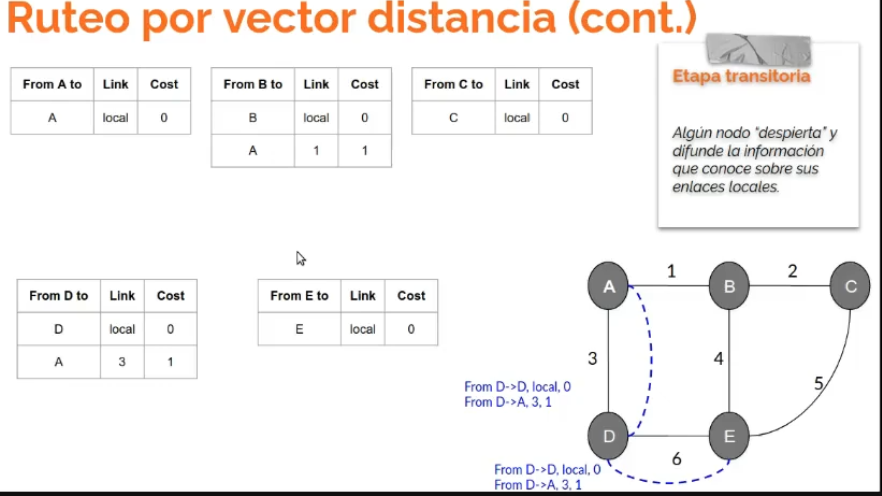 Ruteo por vector distancia (cont.)
From A to Link Cost
A local 0
From B to Link Cost
B local 0
A 1 1
From C to Link Cost
C local 0
Etapa transitoria
Algún nodo "despierta" y
difunde la información
que conoce sobre sus
enlaces locales.
From D to Link Cost
D local 0
A 3 1
From E to Link Cost
E local 0
A 1 B 2 C
3 4 5
From D->D, local, 0
From D->A, 3, 1
D E
6
From D->D, local, 0
From D->A, 3, 1